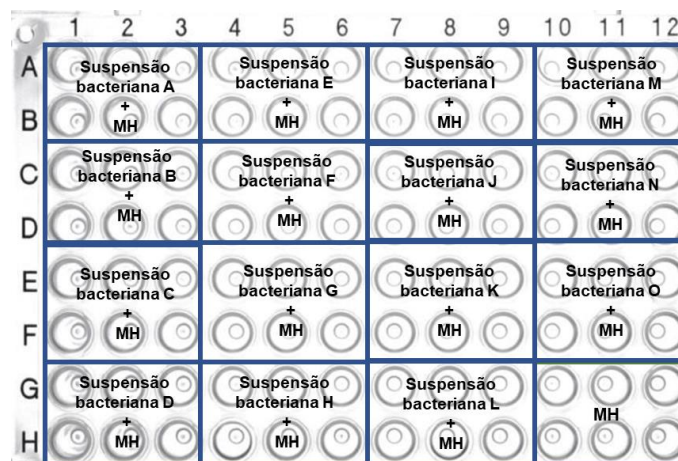 1 2 3 4 5 6 7 8 9 10 11 12
A
B
C
D
E
F
G
H
Suspensão
bacteriana A
+
MH
Suspensão
bacteriana E
+
MH
Suspensão
bacteriana I
+
MH
Suspensão
bacteriana M
+
MH
Suspensão
bacteriana B
+
MH
Suspensão
bacteriana F
+
MH
Suspensão
bacteriana J
+
MH
Suspensão
bacteriana N
+
MH
Suspensão
bacteriana C
+
MH
Suspensão
bacteriana G
+
MH
Suspensão
bacteriana K
+
MH
Suspensão
bacteriana O
+
MH
Suspensão
bacteriana D
+
MH
Suspensão
bacteriana H
+
MH
Suspensão
bacteriana L
+
MH
MH